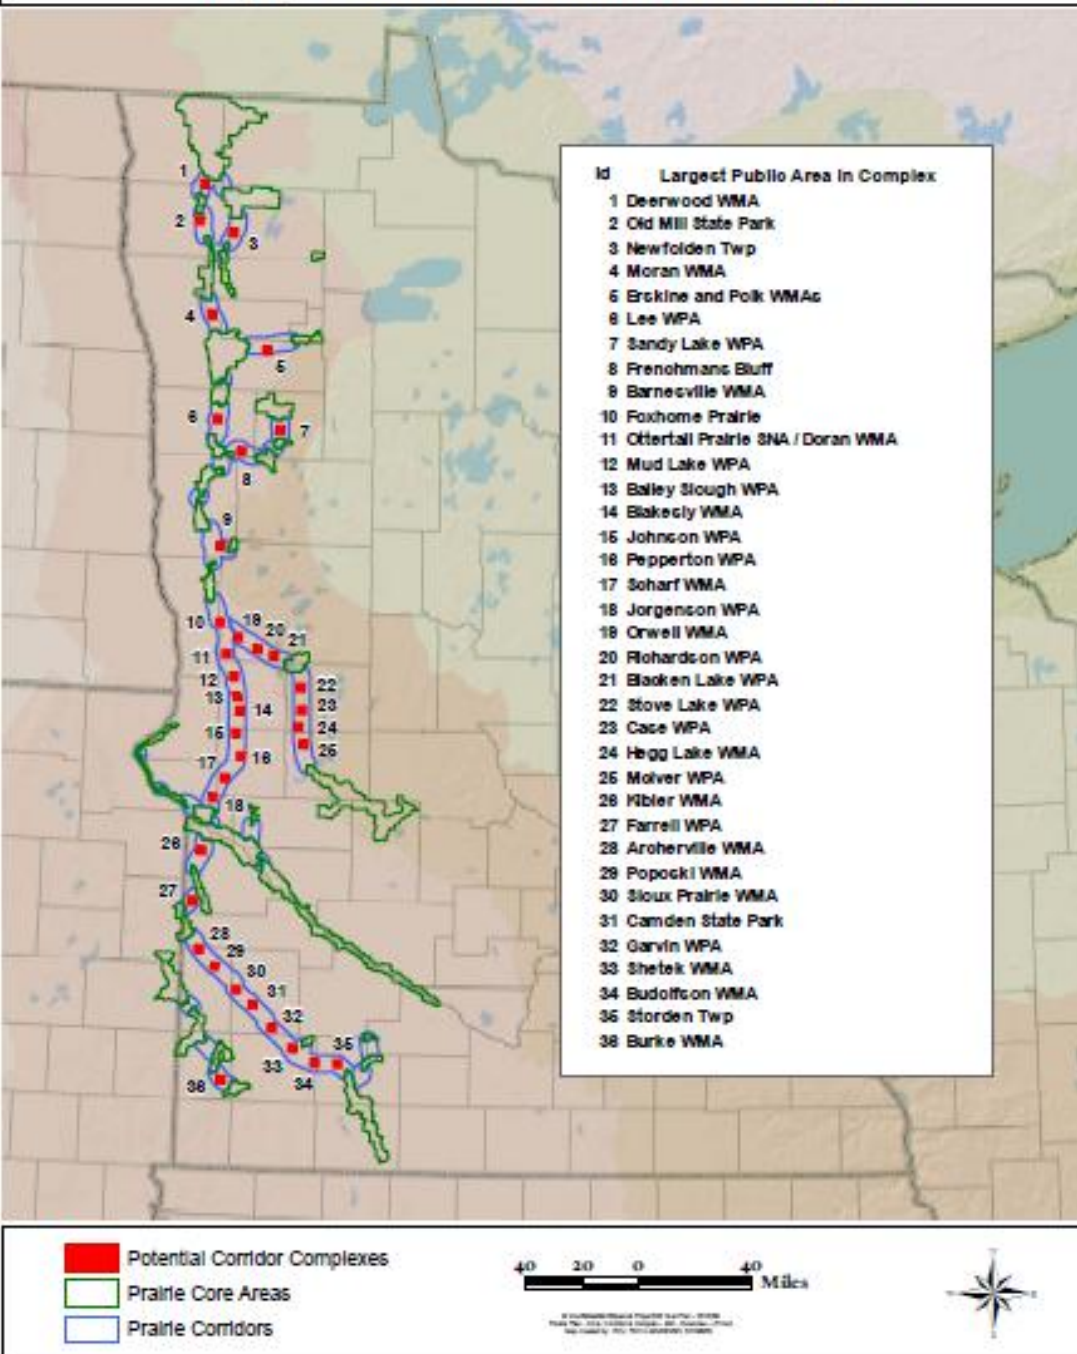 Id Largest Public Area in Complex
1 Deerwood WMA
2 Old Mill State Park
3 Newfolden Twp
4 Moran WMA
5 Erskine and Polk WMAs
6 Lee WPA
7 Sandy Lake WPA
8 Frenchmans Bluff
9 Barnesville WMA
10 Foxhome Prairie
11 Ottertail Prairie SNA / Doran WMA
12 Mud Lake WPA
13 Bailey Slough WPA
14 Blakesly WMA
15 Johnson WPA
16 Pepperton WPA
17 Scharf WMA
18 Jorgenson WPA
19 Orwell WMA
20 Richardson WPA
21 Blacken Lake WPA
22 Stove Lake WPA
23 Case WPA
24 Hegg Lake WMA
25 Molver WPA
26 Kibler WMA
27 Farrell WPA
28 Archerville WMA
29 Popocki WMA
30 Sioux Prairie WMA
31 Camden State Park
32 Garvin WPA
33 Shetek WMA
34 Budolfson WMA
35 Storden Twp
36 Burke WMA
1
2
3
4
5
6
7
8
9
10 19
20
21
11
12
13
14
15
16
17
18
22
23
24
25
26
27
28
29
30
31
32
33
34
35
36
Potential Corridor Complexes
Prairie Core Areas
Prairie Corridors
40 20 0 40
Miles